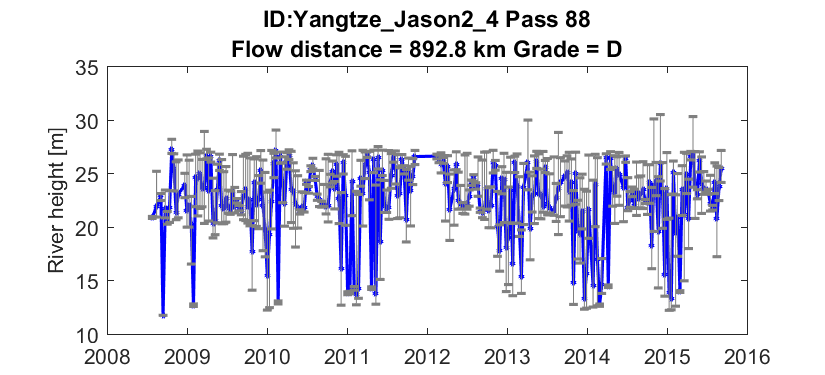 ID:Yangtze_Jason2_4 Pass 88
Flow distance = 892.8 km Grade = D
River height [m]
35
30
25
20
15
10
2008 2009 2010 2011 2012 2013 2014 2015 2016